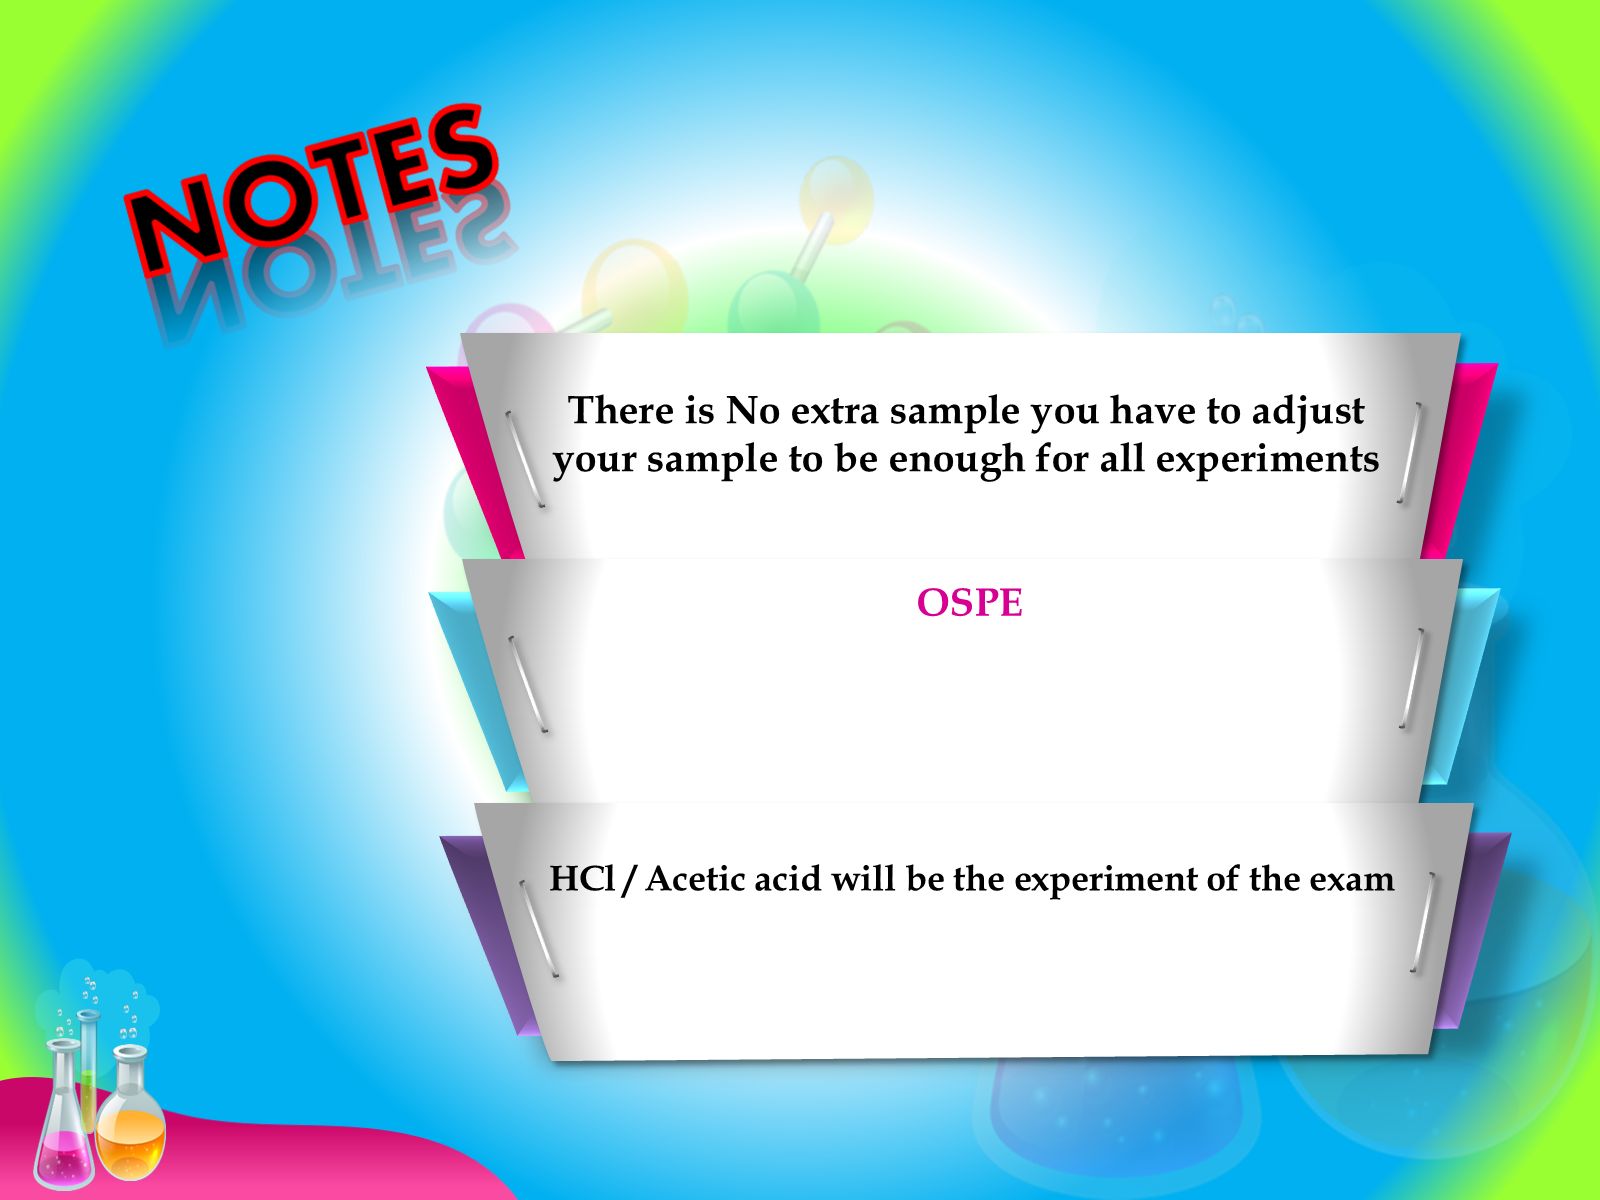 NOTES
There is No extra sample you have to adjust
your sample to be enough for all experiments
OSPE
HCl / Acetic acid will be the experiment of the exam